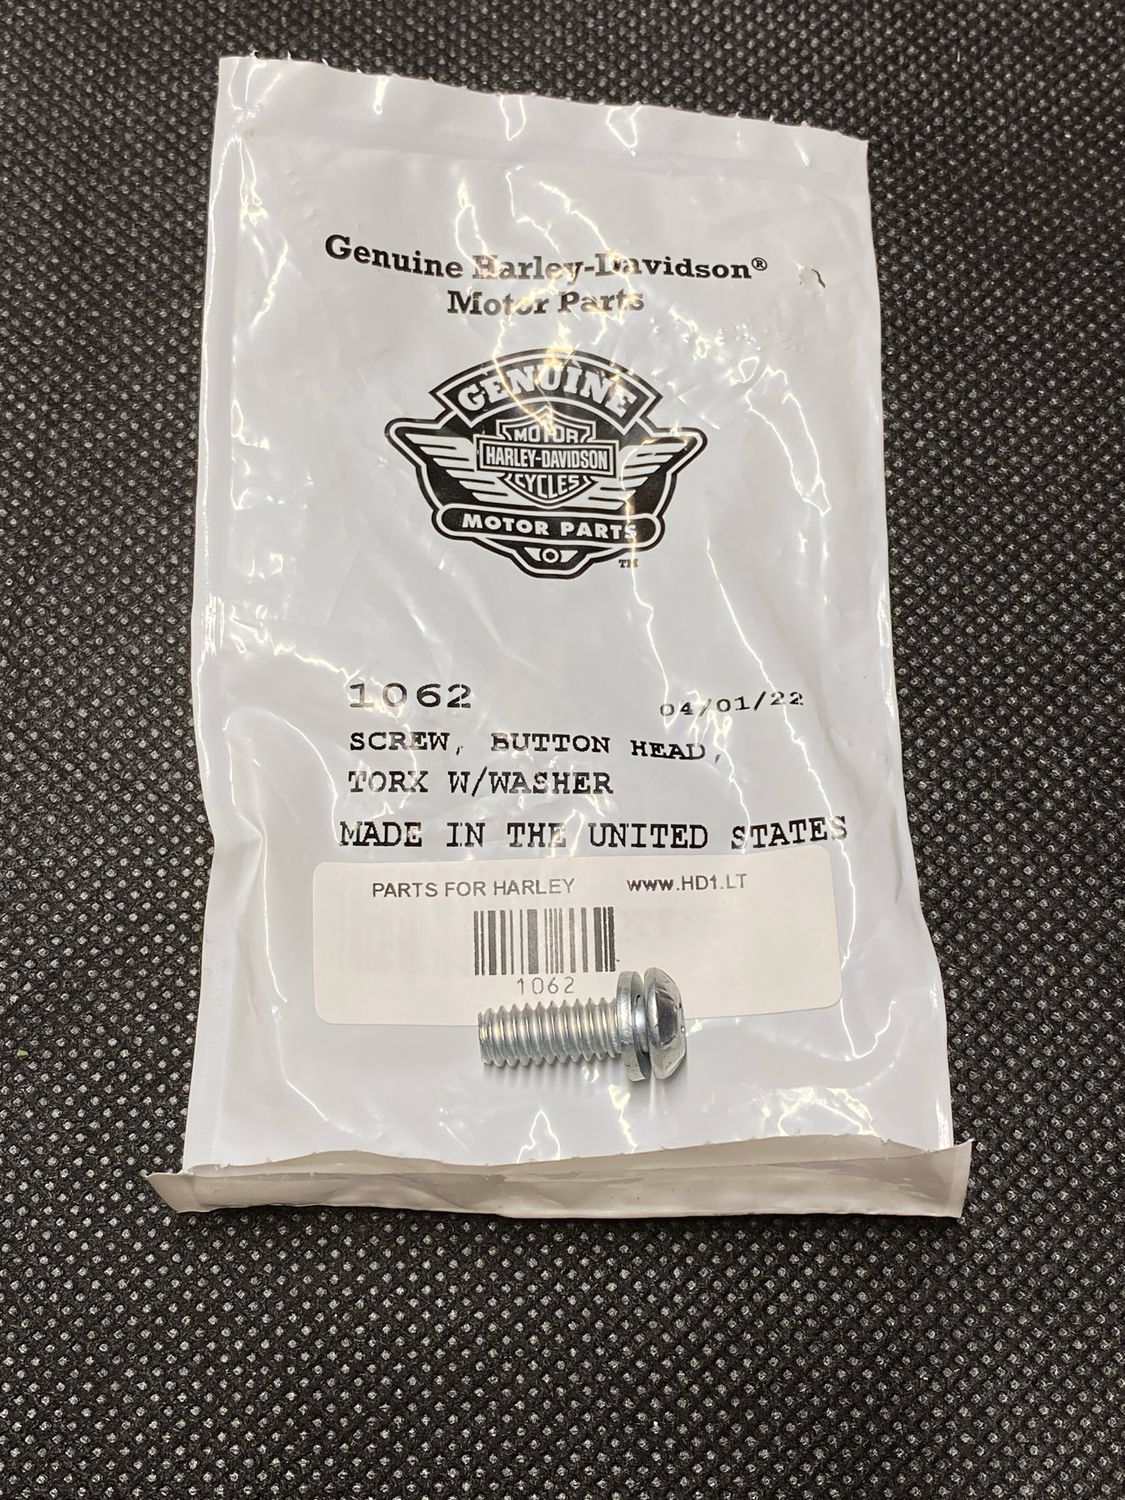 Genuine Harley-Davidson®
Motor Parts
GENUINE
MOTOR
HARLEY-DAVIDSON
CYCLES
MOTOR PARTS
TM
1062 04/01/22
SCREW, BUTTON HEAD,
TORX W/WASHER
MADE IN THE UNITED STATES
PARTS FOR HARLEY www.HD1.LT
1062